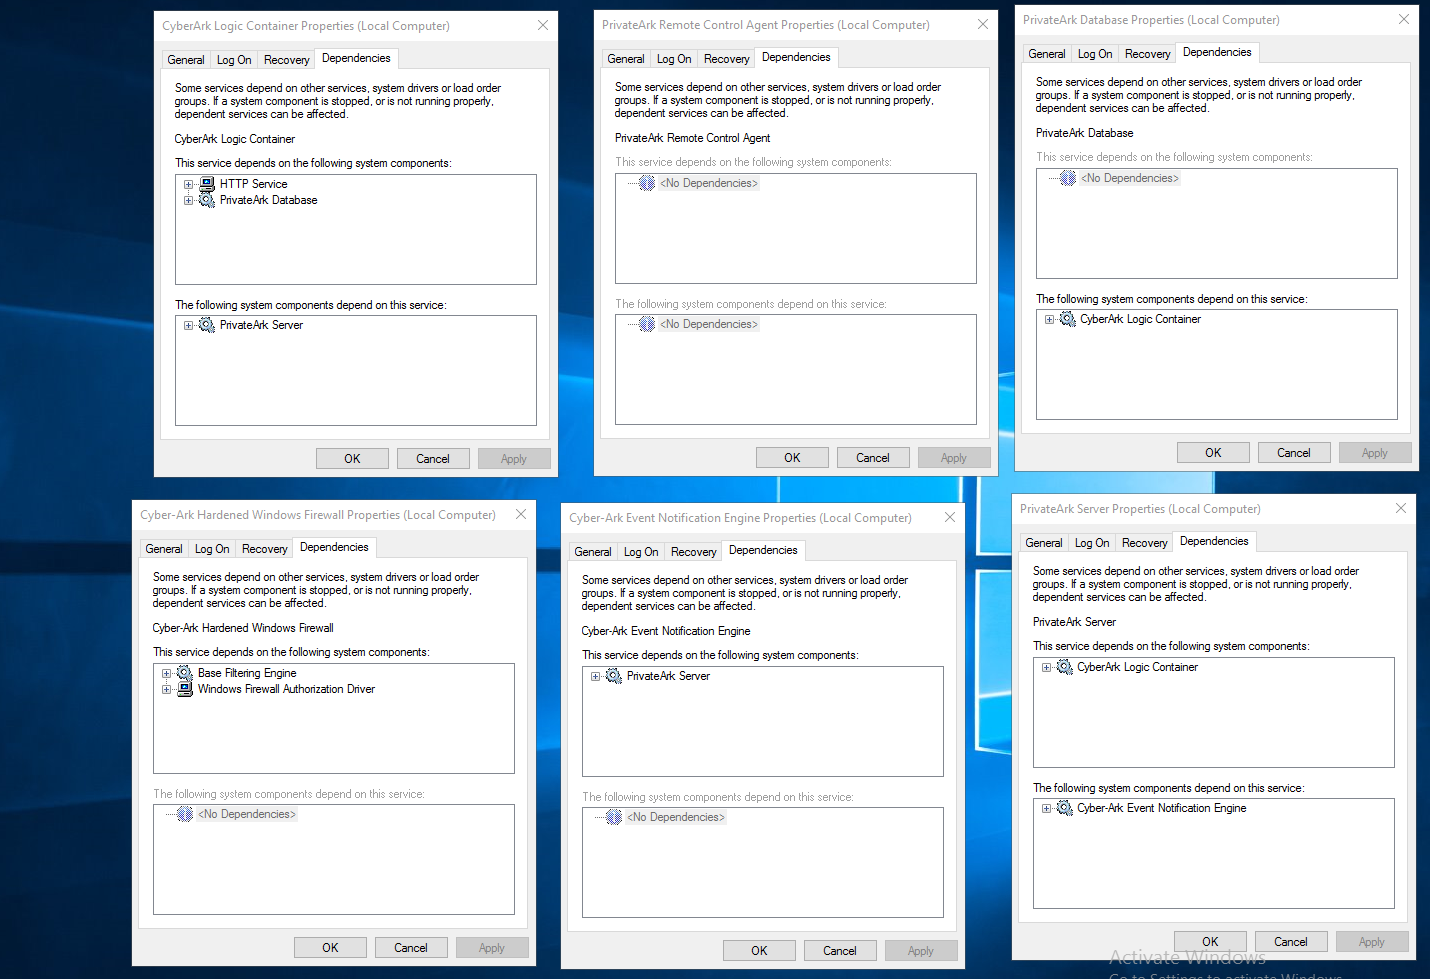 CyberArk Logic Container Properties (Local Computer)
General Log On Recovery Dependencies
Some services depend on other services, system drivers or load order
groups. If a system component is stopped, or is not running properly,
dependent services can be affected.
CyberArk Logic Container
This service depends on the following system components:
HTTP Service
PrivateArk Database
The following system components depend on this service:
PrivateArk Server
OK Cancel Apply
PrivateArk Remote Control Agent Properties (Local Computer)
General Log On Recovery Dependencies
Some services depend on other services, system drivers or load order
groups. If a system component is stopped, or is not running properly,
dependent services can be affected.
PrivateArk Remote Control Agent
This service depends on the following system components:
<No Dependencies>
The following system components depend on this service:
<No Dependencies>
OK Cancel Apply
PrivateArk Database Properties (Local Computer)
General Log On Recovery Dependencies
Some services depend on other services, system drivers or load order
groups. If a system component is stopped, or is not running properly,
dependent services can be affected.
PrivateArk Database
This service depends on the following system components:
<No Dependencies>
The following system components depend on this service:
CyberArk Logic Container
OK Cancel Apply
Cyber-Ark Hardened Windows Firewall Properties (Local Computer)
General Log On Recovery Dependencies
Some services depend on other services, system drivers or load order
groups. If a system component is stopped, or is not running properly,
dependent services can be affected.
Cyber-Ark Hardened Windows Firewall
This service depends on the following system components:
Base Filtering Engine
Windows Firewall Authorization Driver
The following system components depend on this service:
<No Dependencies>
OK Cancel Apply
Cyber-Ark Event Notification Engine Properties (Local Computer)
General Log On Recovery Dependencies
Some services depend on other services, system drivers or load order
groups. If a system component is stopped, or is not running properly,
dependent services can be affected.
Cyber-Ark Event Notification Engine
This service depends on the following system components:
PrivateArk Server
The following system components depend on this service:
<No Dependencies>
OK Cancel Apply
PrivateArk Server Properties (Local Computer)
General Log On Recovery Dependencies
Some services depend on other services, system drivers or load order
groups. If a system component is stopped, or is not running properly,
dependent services can be affected.
PrivateArk Server
This service depends on the following system components:
CyberArk Logic Container
The following system components depend on this service:
Cyber-Ark Event Notification Engine
OK Cancel Apply
Activate Windows
Go to Settings to activate Windows.